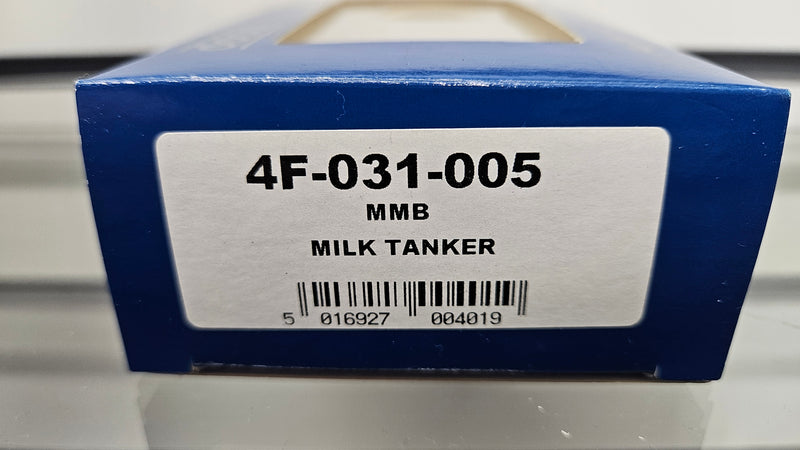 4F-031-005
MMB
MILK TANKER
5 016927 004019